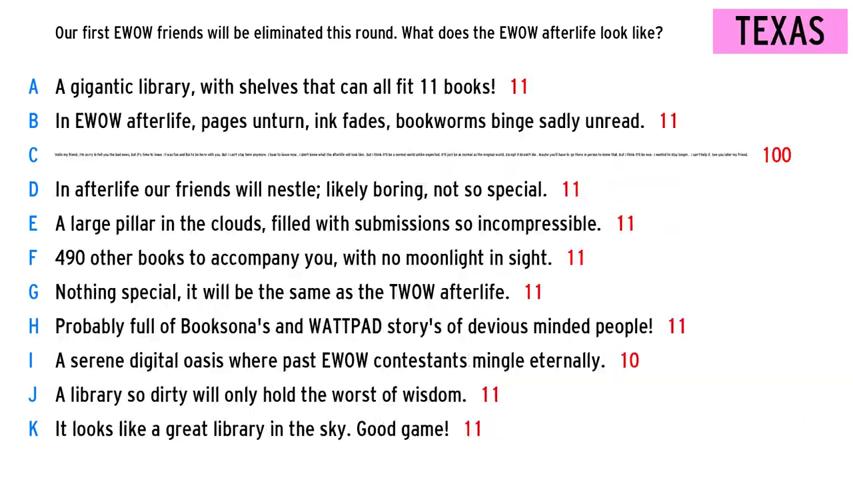 Our first EWOW friends will be eliminated this round. What does the EWOW afterlife look like?
TEXAS
A A gigantic library, with shelves that can all fit 11 books! 11
B In EWOW afterlife, pages unturn, ink fades, bookworms binge sadly unread. 11
C 100
D In afterlife our friends will nestle; likely boring, not so special. 11
E A large pillar in the clouds, filled with submissions so incompressible. 11
F 490 other books to accompany you, with no moonlight in sight. 11
G Nothing special, it will be the same as the TWOW afterlife. 11
H Probably full of Booksona's and WATTPAD story's of devious minded people! 11
I A serene digital oasis where past EWOW contestants mingle eternally. 10
J A library so dirty will only hold the worst of wisdom. 11
K It looks like a great library in the sky. Good game! 11